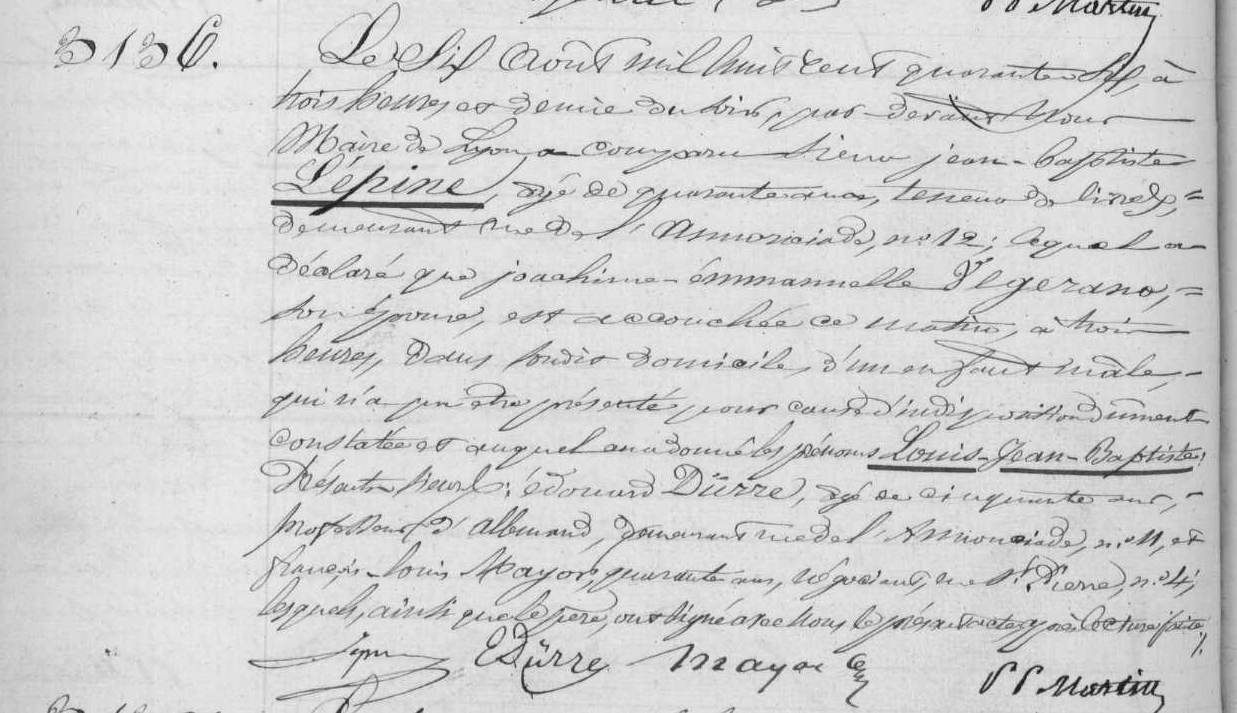 P P Martin
3136.
Le Six Août mil huit cent quarante six, à
trois heures et demie du soir, par-devant Nous
Maire de Lyon, a comparu Sieur jean-baptiste
Lépine, âgé de quarante ans, teneur de livres,=
demeurant rue de l'Annonciade, n.o 12; lequel a
déclaré que joachime-émmanuelle Algerano,=
son épouse, est accouchée ce matin, à trois
heures, dans sondit domicile, d'un enfant mâle,-
qui n'a pu être présenté, pour cause d'indisposition dûment
constatée et auquel on a donné les prénoms Louis-Jean-Baptiste;
Présents Sieurs: édouard Dürre, âgé de cinquante ans,-
professeur d'allemand, demeurant rue de l'Annonciade, n.o 11, et
françois-louis Mayor, quarante ans, négociant, rue St. Pierre, n.o 4,
lesquels, ainsi que le père, ont signé avec Nous le présent acte après lecture faite ./.
EDürre Mayor P P Martin